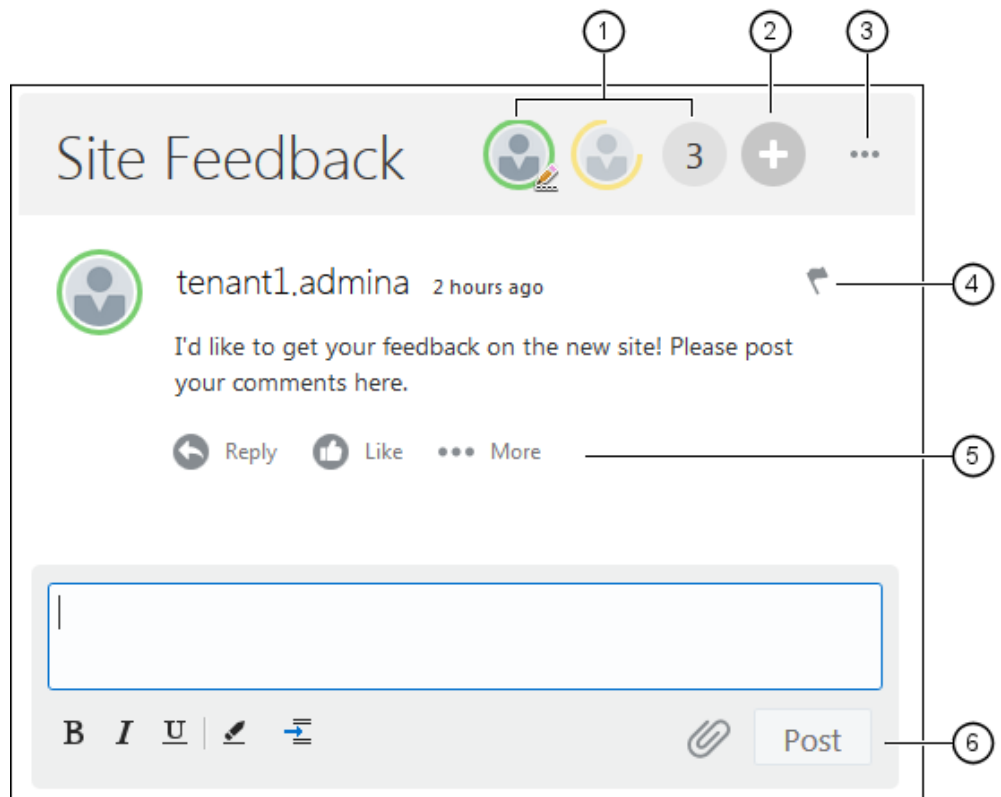 1 2 3
Site Feedback 3
tenant1.admina 2 hours ago
4
I'd like to get your feedback on the new site! Please post
your comments here.
Reply Like More
5
B I U Post
6